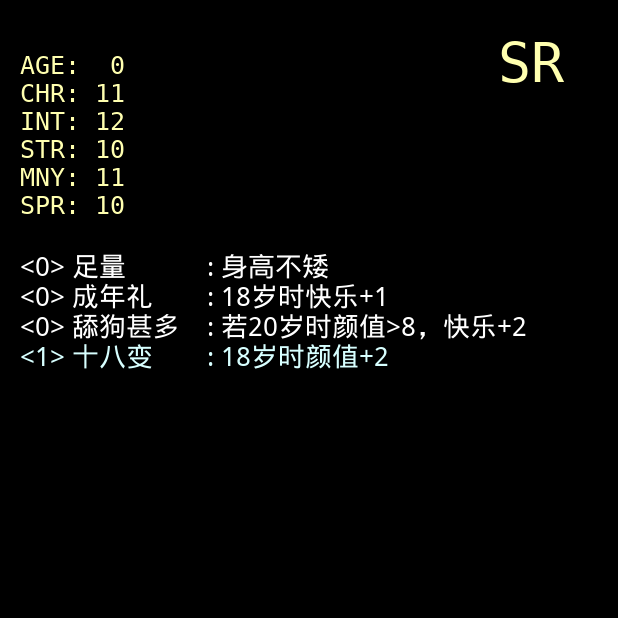 SR
AGE: 0
CHR: 11
INT: 12
STR: 10
MNY: 11
SPR: 10
<0> 足量 : 身高不矮
<0> 成年礼 : 18岁时快乐+1
<0> 舔狗甚多 : 若20岁时颜值>8，快乐+2
<1> 十八变 : 18岁时颜值+2